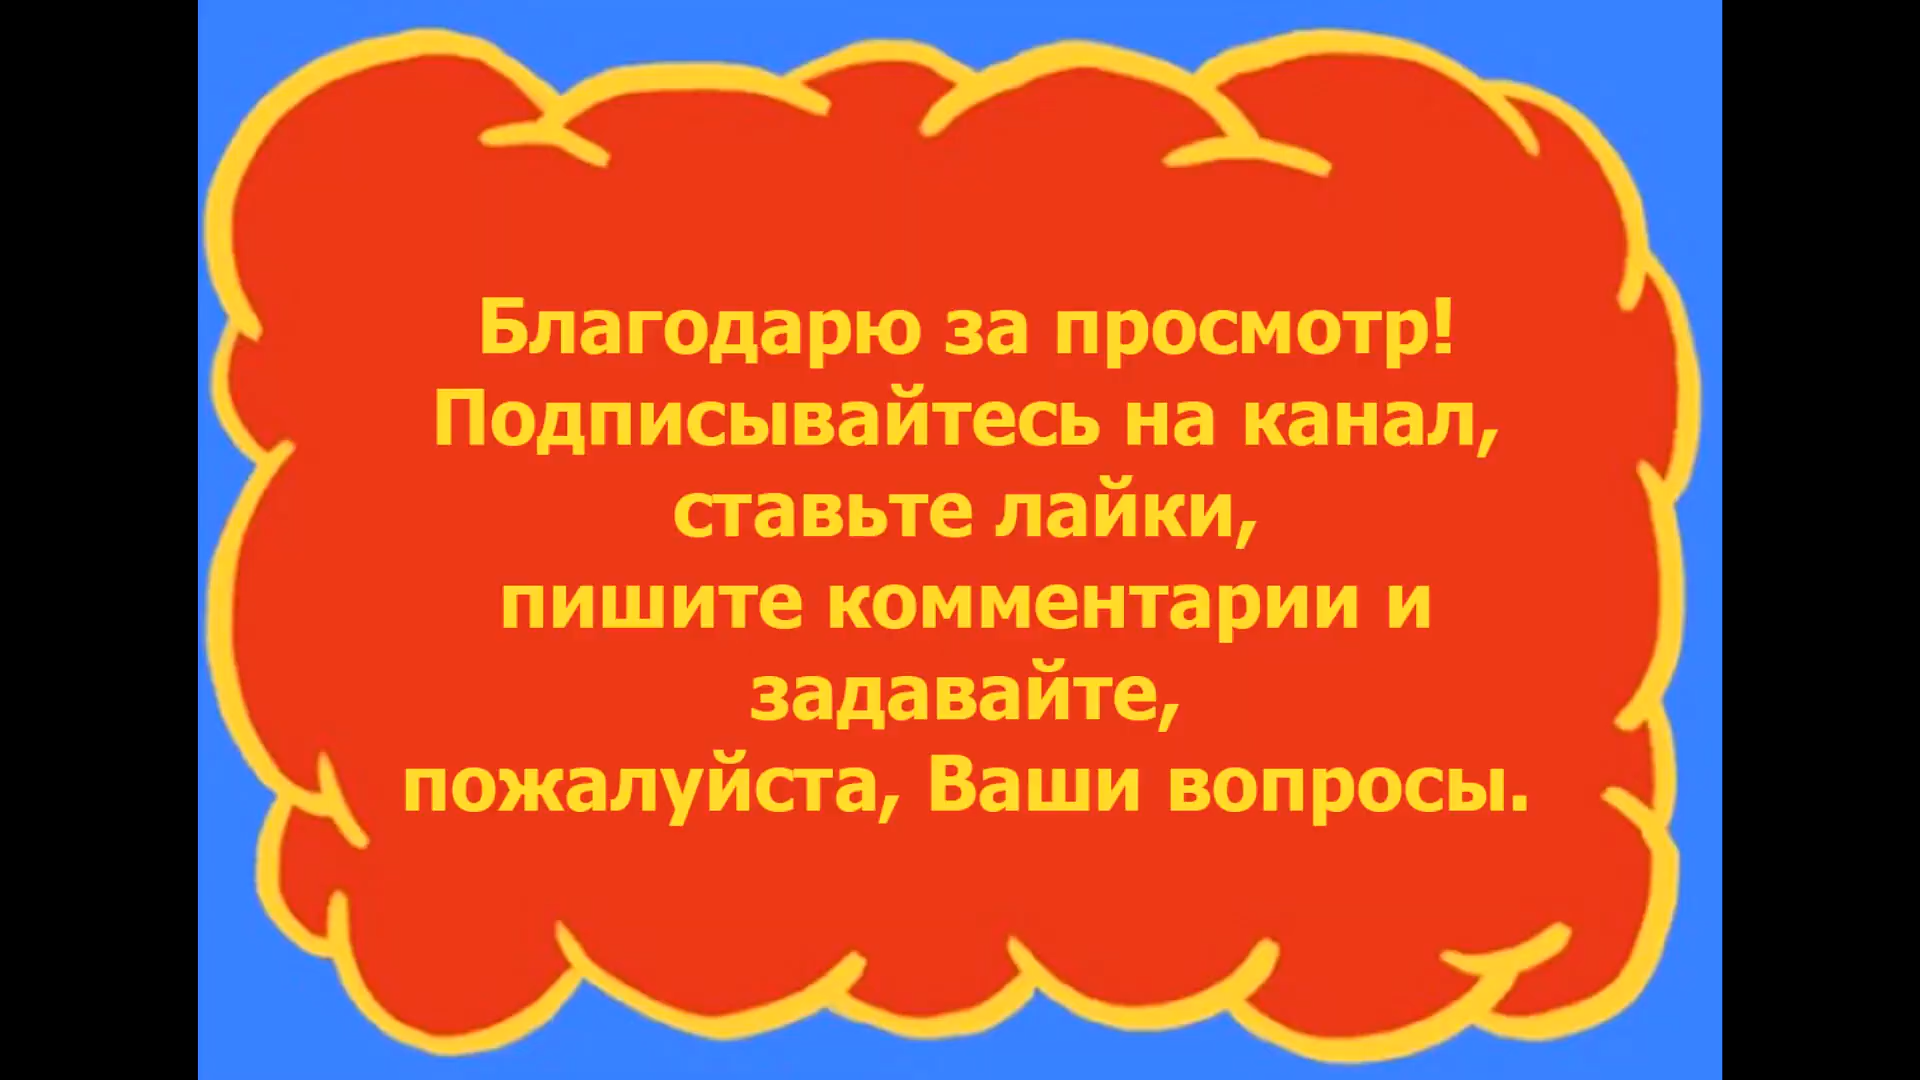 Благодарю за просмотр!
Подписывайтесь на канал,
ставьте лайки,
пишите комментарии и
задавайте,
пожалуйста, Ваши вопросы.